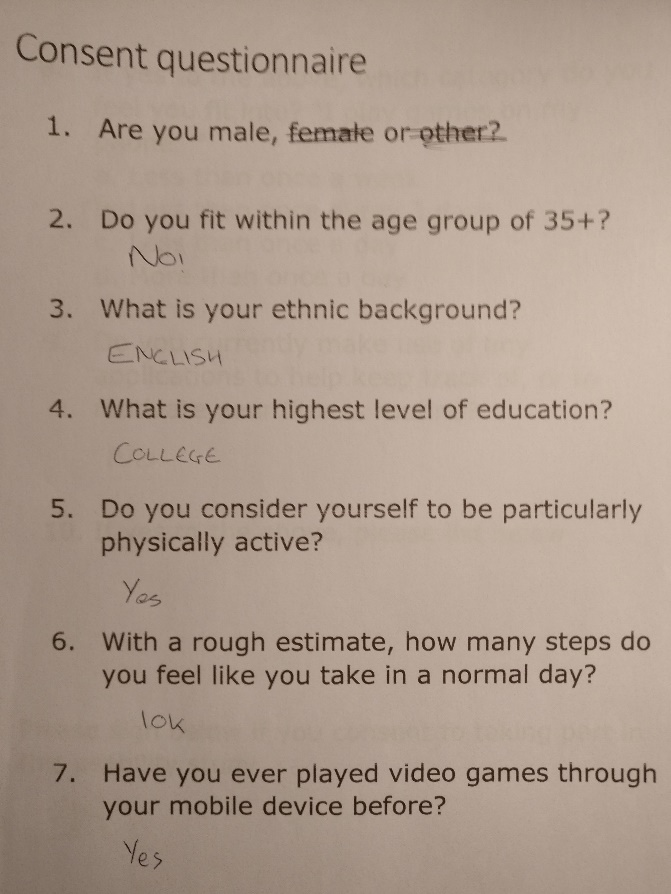 Consent questionnaire
1. Are you male, female or other?
2. Do you fit within the age group of 35+?
No
3. What is your ethnic background?
ENGLISH
4. What is your highest level of education?
COLLEGE
5. Do you consider yourself to be particularly
physically active?
Yes
6. With a rough estimate, how many steps do
you feel like you take in a normal day?
10K
7. Have you ever played video games through
your mobile device before?
Yes